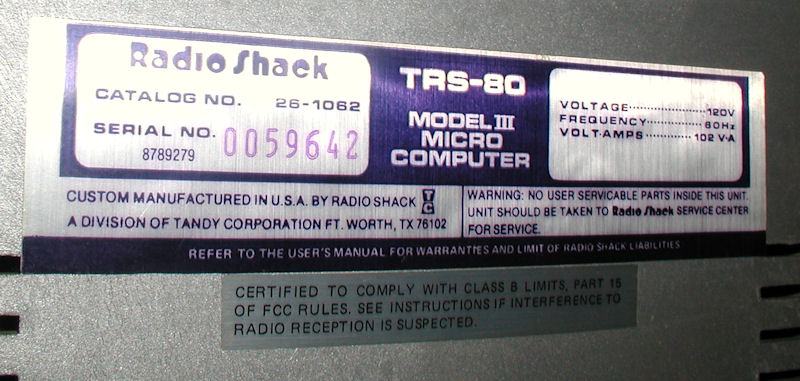 Radio Shack
CATALOG NO. 26-1062
SERIAL NO. 0059642
8789279
TRS-80
MODEL III
MICRO
COMPUTER
VOLTAGE 120V
FREQUENCY 60Hz
VOLT-AMPS 102 V·A
CUSTOM MANUFACTURED IN U.S.A. BY RADIO SHACK TC
A DIVISION OF TANDY CORPORATION FT. WORTH, TX 76102
WARNING: NO USER SERVICABLE PARTS INSIDE THIS UNIT.
UNIT SHOULD BE TAKEN TO Radio Shack SERVICE CENTER
FOR SERVICE.
REFER TO THE USER'S MANUAL FOR WARRANTIES AND LIMIT OF RADIO SHACK LIABILITIES
CERTIFIED TO COMPLY WITH CLASS B LIMITS, PART 15
OF FCC RULES. SEE INSTRUCTIONS IF INTERFERENCE TO
RADIO RECEPTION IS SUSPECTED.